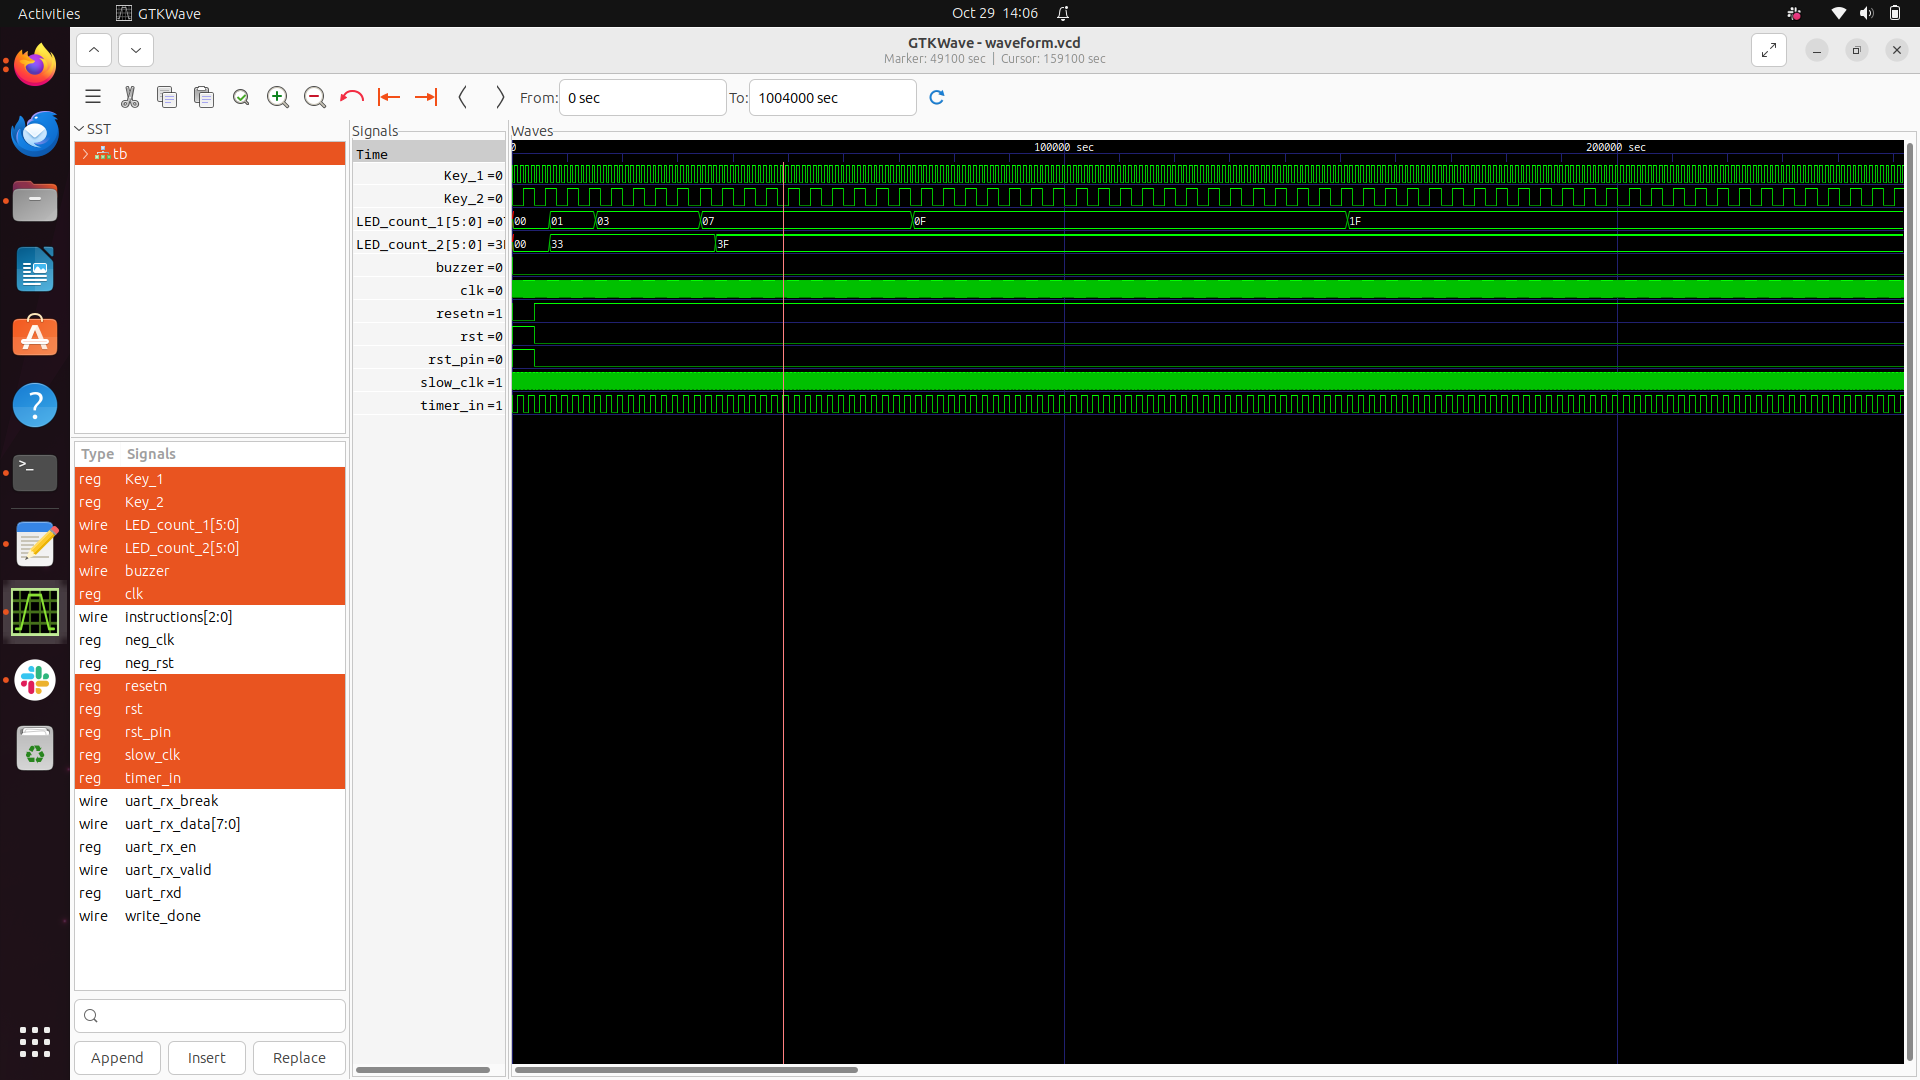 Activities GTKWave Oct 29 14:06
GTKWave - waveform.vcd
Marker: 49100 sec | Cursor: 159100 sec
From: 0 sec To: 1004000 sec
SST
tb
Type Signals
reg Key_1
reg Key_2
wire LED_count_1[5:0]
wire LED_count_2[5:0]
wire buzzer
reg clk
wire instructions[2:0]
reg neg_clk
reg neg_rst
reg resetn
reg rst
reg rst_pin
reg slow_clk
reg timer_in
wire uart_rx_break
wire uart_rx_data[7:0]
reg uart_rx_en
wire uart_rx_valid
reg uart_rxd
wire write_done
Append Insert Replace
Signals
Time
Key_1 =0
Key_2 =0
LED_count_1[5:0] =07
LED_count_2[5:0] =3F
buzzer =0
clk =0
resetn =1
rst =0
rst_pin =0
slow_clk =1
timer_in =1
Waves
0 100000 sec 200000 sec
00 01 03 07 0F 1F
00 33 3F
>_
?